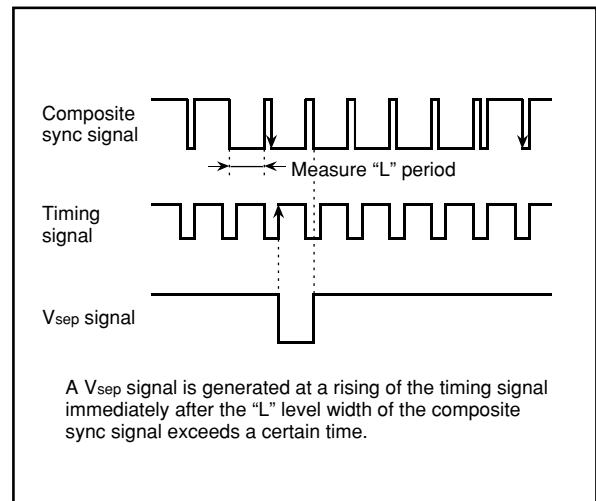 Composite
sync signal
Measure “L” period
Timing
signal
Vsep signal
A Vsep signal is generated at a rising of the timing signal
immediately after the “L” level width of the composite
sync signal exceeds a certain time.